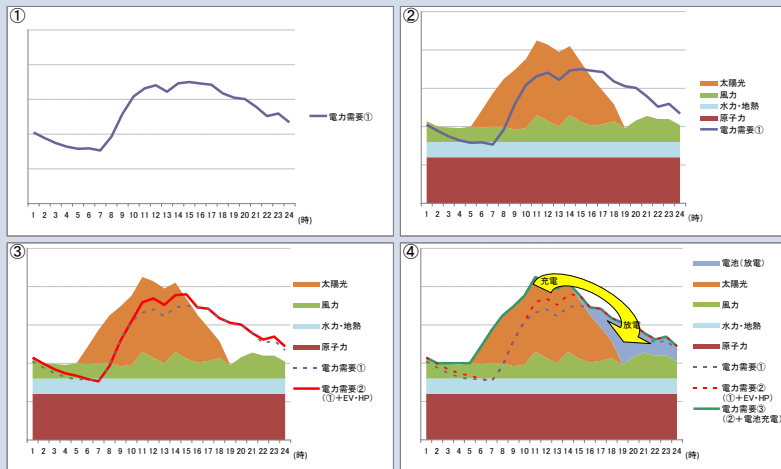 ①
電力需要①
1 2 3 4 5 6 7 8 9 10 11 12 13 14 15 16 17 18 19 20 21 22 23 24
(時)
②
太陽光
風力
水力・地熱
原子力
電力需要①
1 2 3 4 5 6 7 8 9 10 11 12 13 14 15 16 17 18 19 20 21 22 23 24
(時)
③
太陽光
風力
水力・地熱
原子力
電力需要①
電力需要②
(①+EV・HP)
1 2 3 4 5 6 7 8 9 10 11 12 13 14 15 16 17 18 19 20 21 22 23 24
(時)
④
充電
放電
電池(放電)
太陽光
風力
水力・地熱
原子力
電力需要①
電力需要②
(①+EV・HP)
電力需要③
(②+電池充電)
1 2 3 4 5 6 7 8 9 10 11 12 13 14 15 16 17 18 19 20 21 22 23 24
(時)